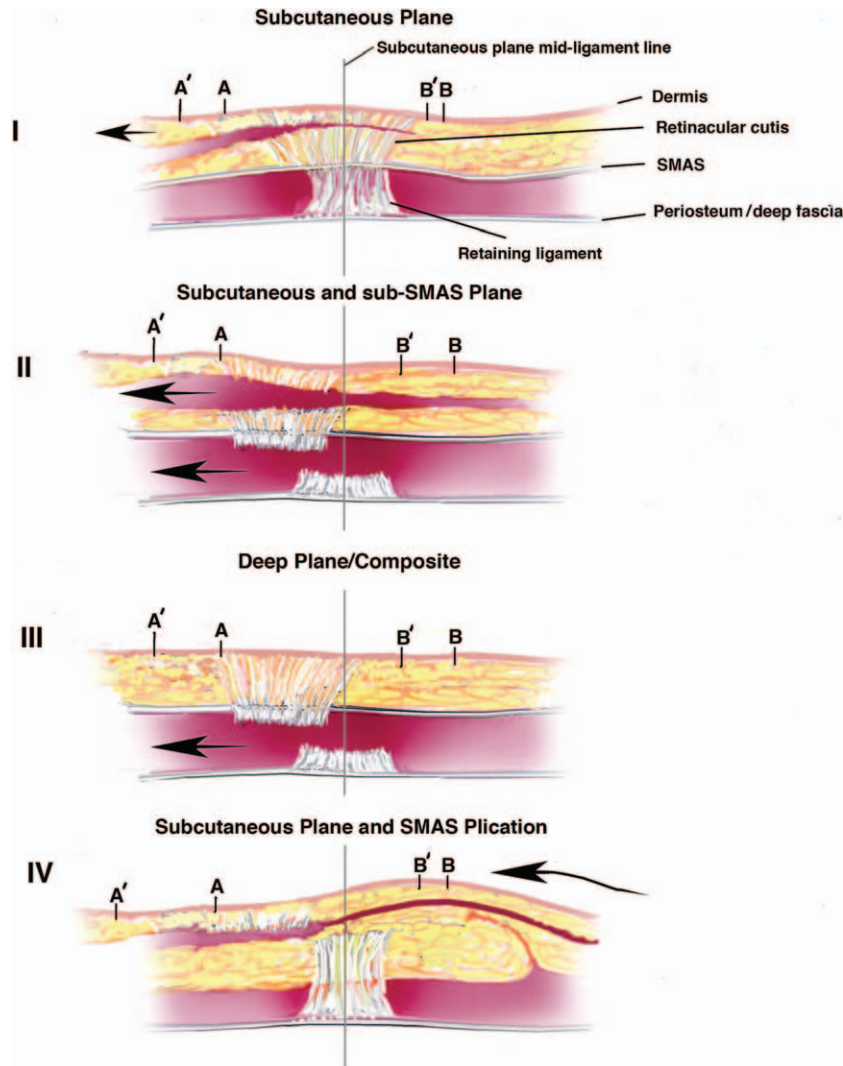 Subcutaneous Plane
Subcutaneous plane mid-ligament line
A′ A B′ B
Dermis
I
Retinacular cutis
SMAS
Periosteum/deep fascia
Retaining ligament
Subcutaneous and sub-SMAS Plane
A′ A B′ B
II
Deep Plane/Composite
A′ A B′ B
III
Subcutaneous Plane and SMAS Plication
B′ B
IV
A′ A